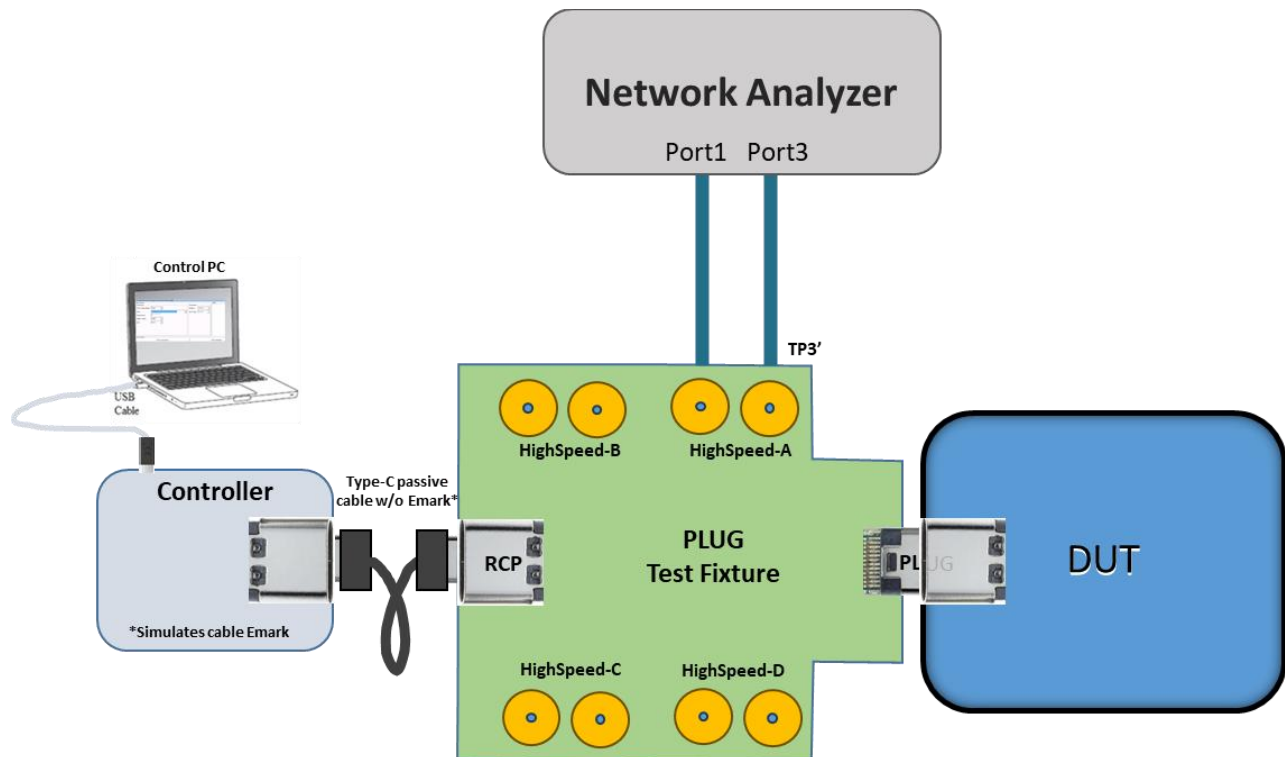 Network Analyzer
Port1 Port3
Control PC
TP3’
USB
Cable
HighSpeed-B
HighSpeed-A
Type-C passive
cable w/o Emark*
Controller
RCP
PLUG
Test Fixture
PLUG
DUT
*Simulates cable Emark
HighSpeed-C
HighSpeed-D